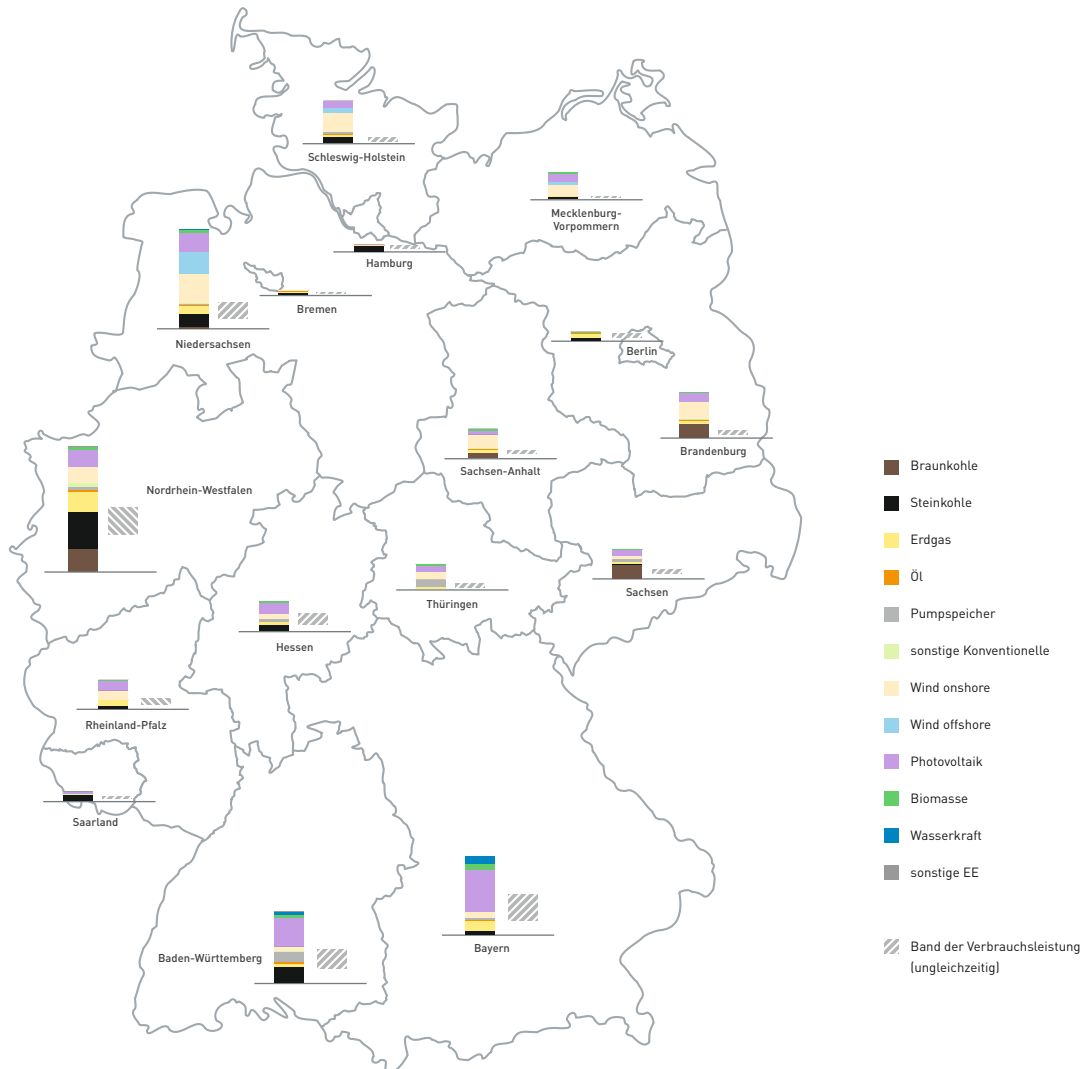 Schleswig-Holstein
Mecklenburg-
Vorpommern
Hamburg
Bremen
Niedersachsen
Berlin
Brandenburg
Sachsen-Anhalt
Nordrhein-Westfalen
Sachsen
Thüringen
Hessen
Rheinland-Pfalz
Saarland
Baden-Württemberg
Bayern
Braunkohle
Steinkohle
Erdgas
Öl
Pumpspeicher
sonstige Konventionelle
Wind onshore
Wind offshore
Photovoltaik
Biomasse
Wasserkraft
sonstige EE
Band der Verbrauchsleistung
(ungleichzeitig)